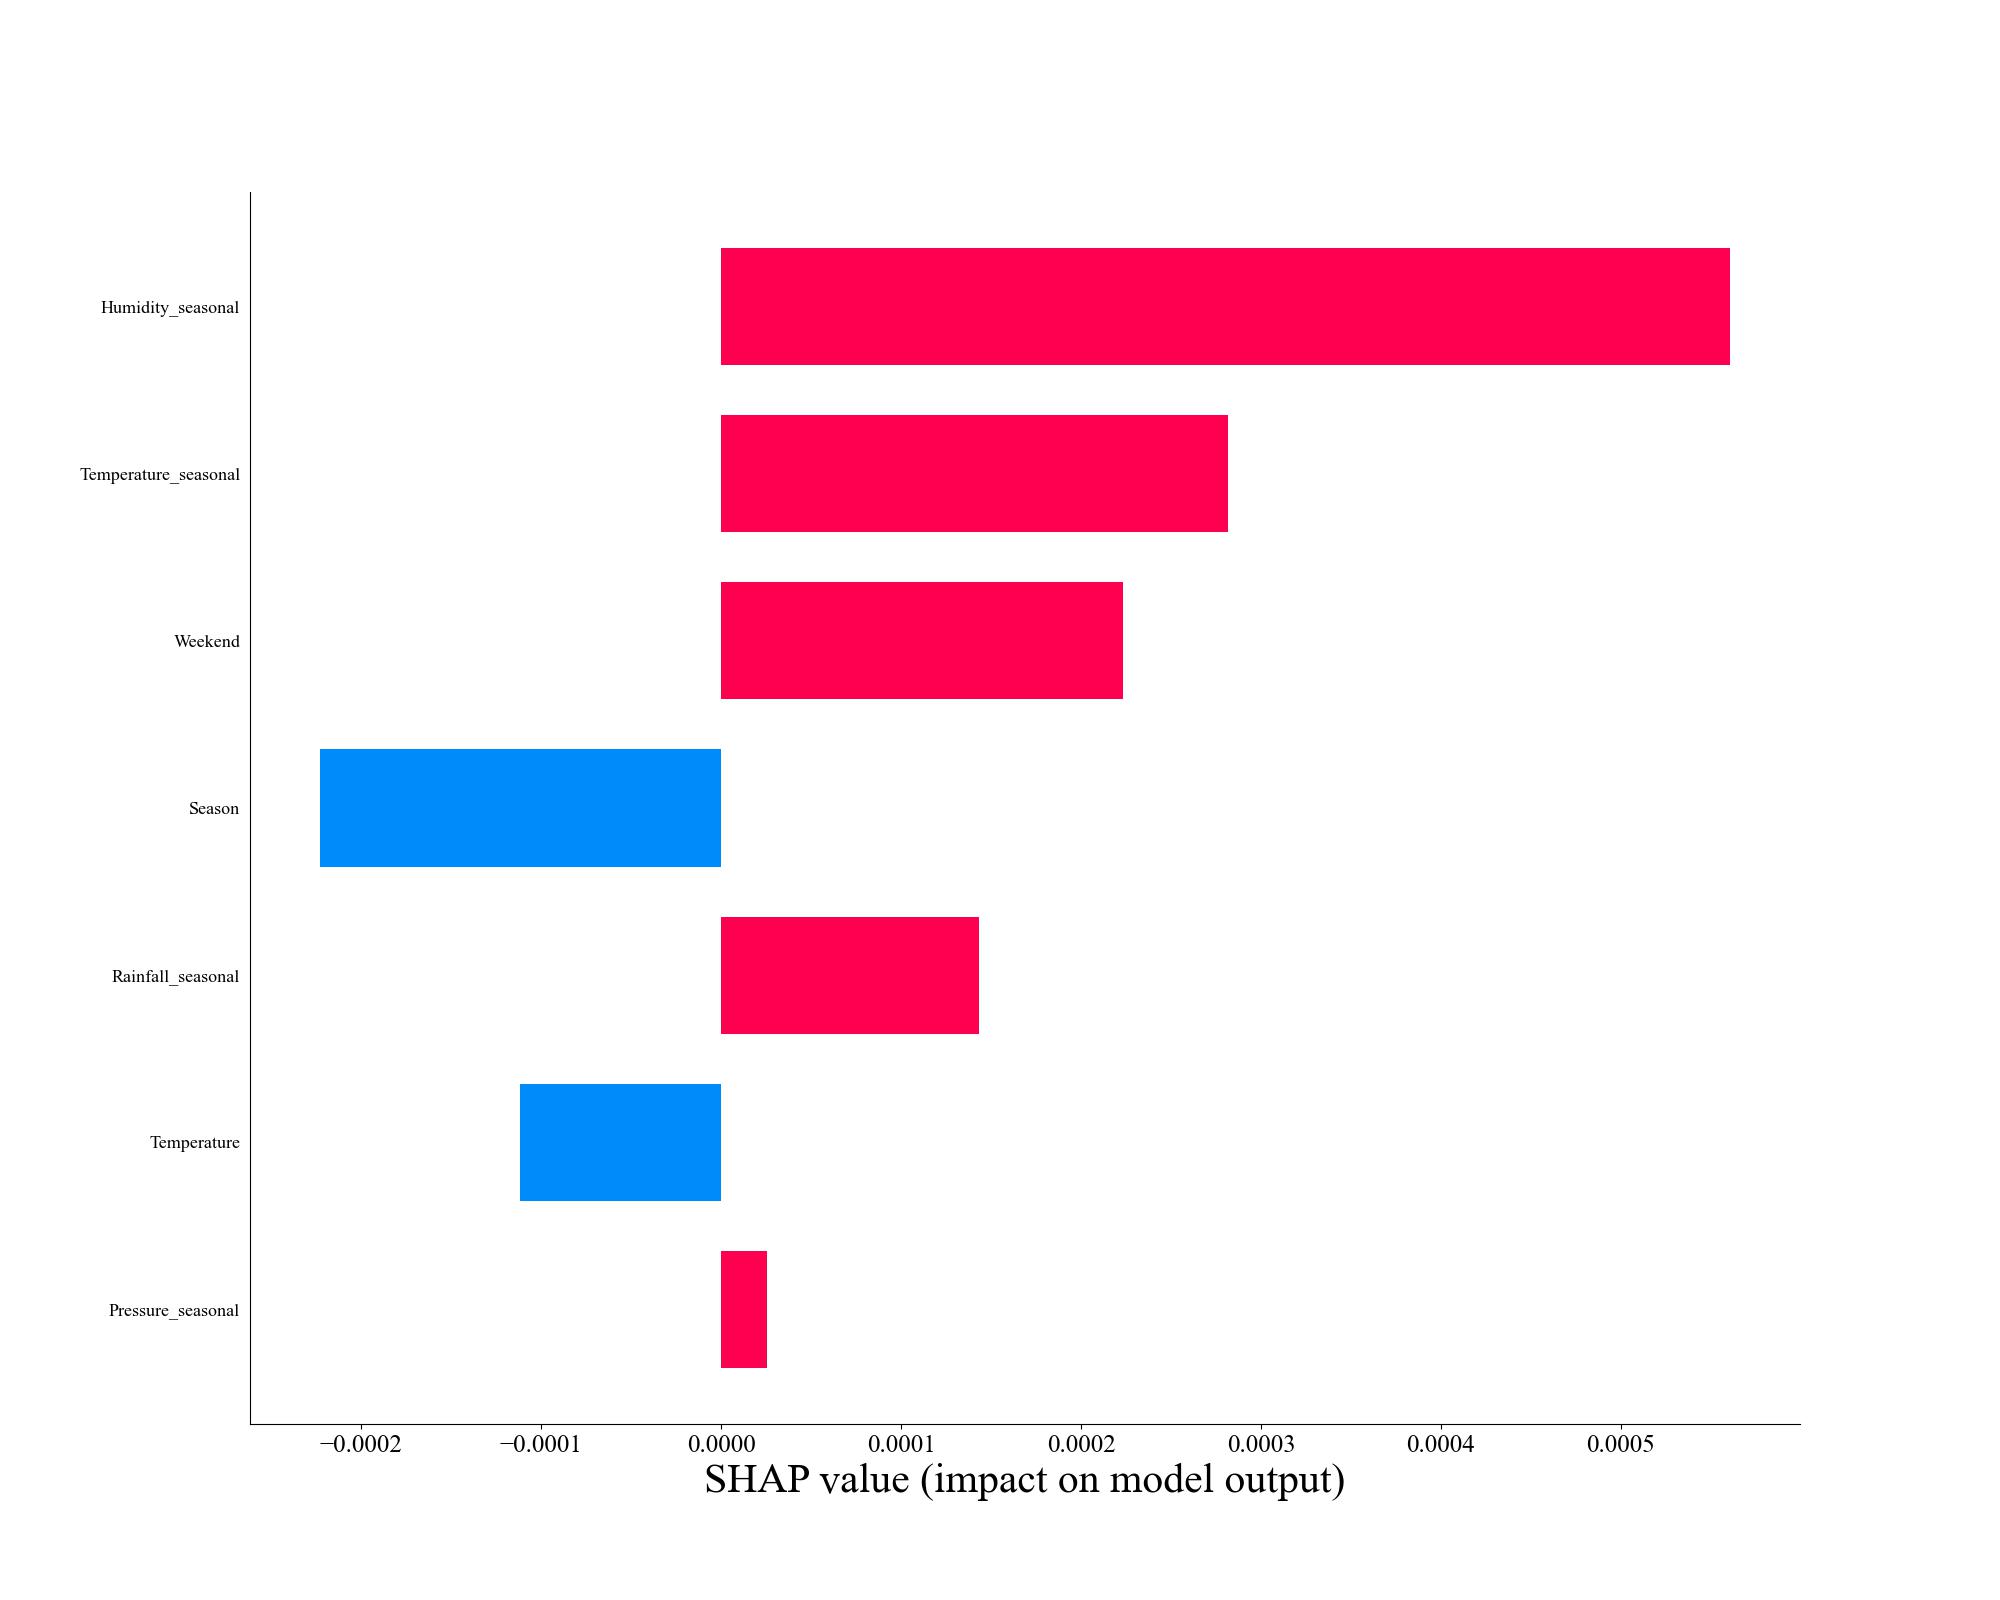 Humidity_seasonal
Temperature_seasonal
Weekend
Season
Rainfall_seasonal
Temperature
Pressure_seasonal
−0.0002 −0.0001 0.0000 0.0001 0.0002 0.0003 0.0004 0.0005
SHAP value (impact on model output)